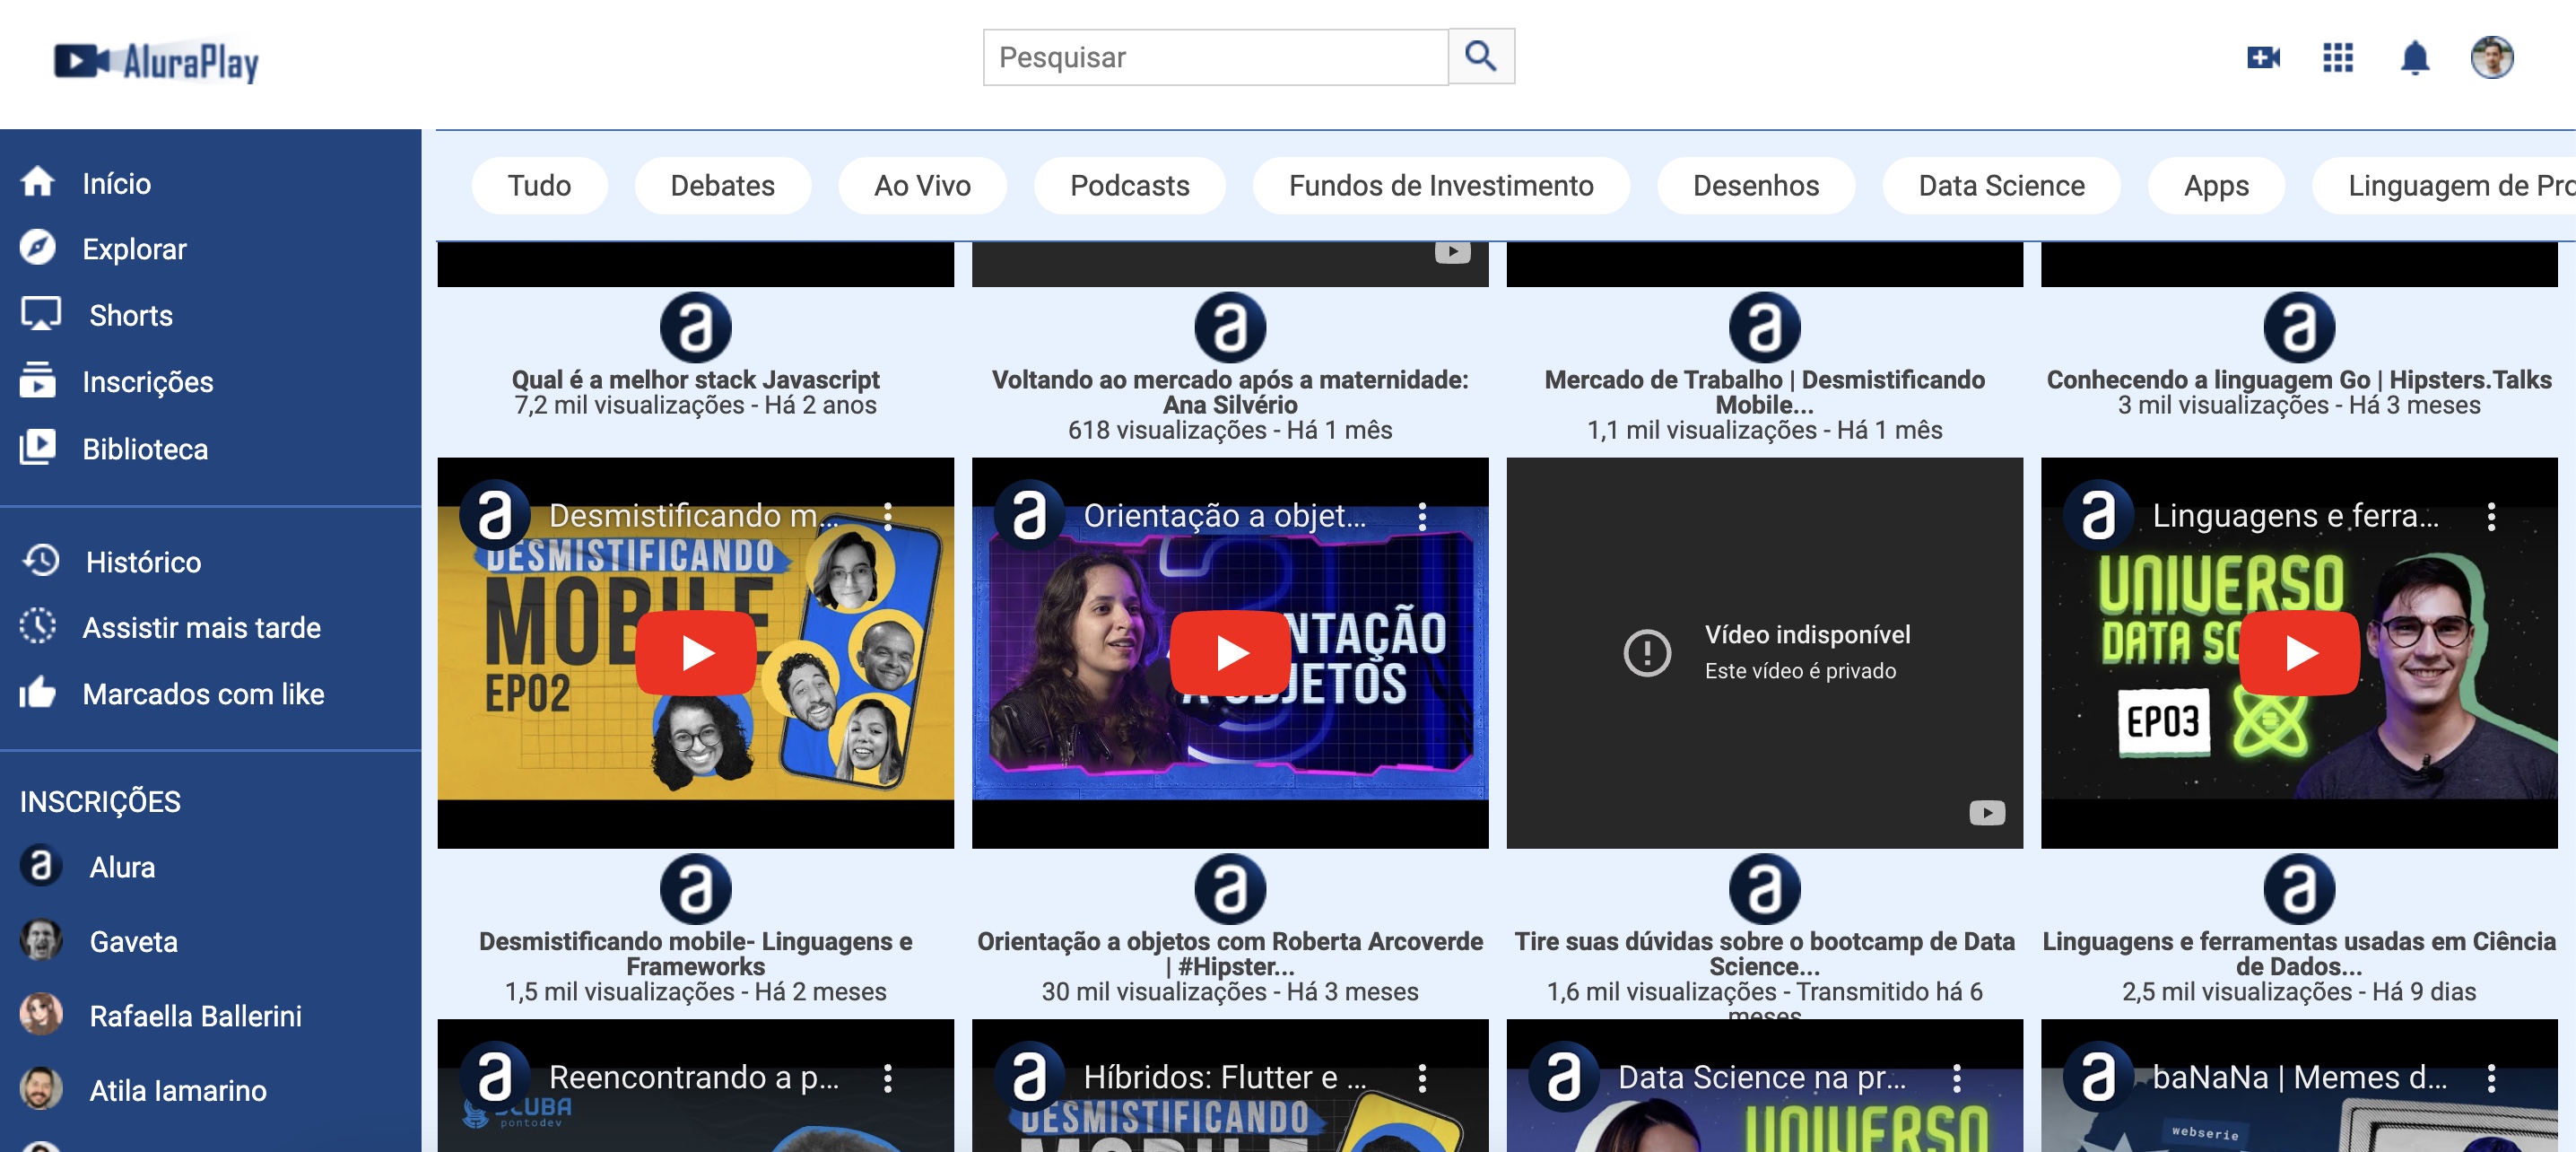 AluraPlay
Pesquisar
Início
Explorar
Shorts
Inscrições
Biblioteca
Histórico
Assistir mais tarde
Marcados com like
INSCRIÇÕES
Alura
Gaveta
Rafaella Ballerini
Atila Iamarino
Tudo
Debates
Ao Vivo
Podcasts
Fundos de Investimento
Desenhos
Data Science
Apps
Linguagem de Pro
Qual é a melhor stack Javascript
7,2 mil visualizações - Há 2 anos
Voltando ao mercado após a maternidade:
Ana Silvério
618 visualizações - Há 1 mês
Mercado de Trabalho | Desmistificando
Mobile...
1,1 mil visualizações - Há 1 mês
Conhecendo a linguagem Go | Hipsters.Talks
3 mil visualizações - Há 3 meses
Desmistificando m...
DESMISTIFICANDO
MOBILE
EP02
Orientação a objet...
NTAÇÃO
A OBJETOS
Vídeo indisponível
Este vídeo é privado
Linguagens e ferra...
UNIVERSO
DATA SC
EP03
Desmistificando mobile- Linguagens e
Frameworks
1,5 mil visualizações - Há 2 meses
Orientação a objetos com Roberta Arcoverde
| #Hipster...
30 mil visualizações - Há 3 meses
Tire suas dúvidas sobre o bootcamp de Data
Science...
1,6 mil visualizações - Transmitido há 6
meses
Linguagens e ferramentas usadas em Ciência
de Dados...
2,5 mil visualizações - Há 9 dias
Reencontrando a p...
SCUBA
pontodev
Híbridos: Flutter e ...
DESMISTIFICANDO
Data Science na pr...
UNIVERSO
baNaNa | Memes d...
webserie